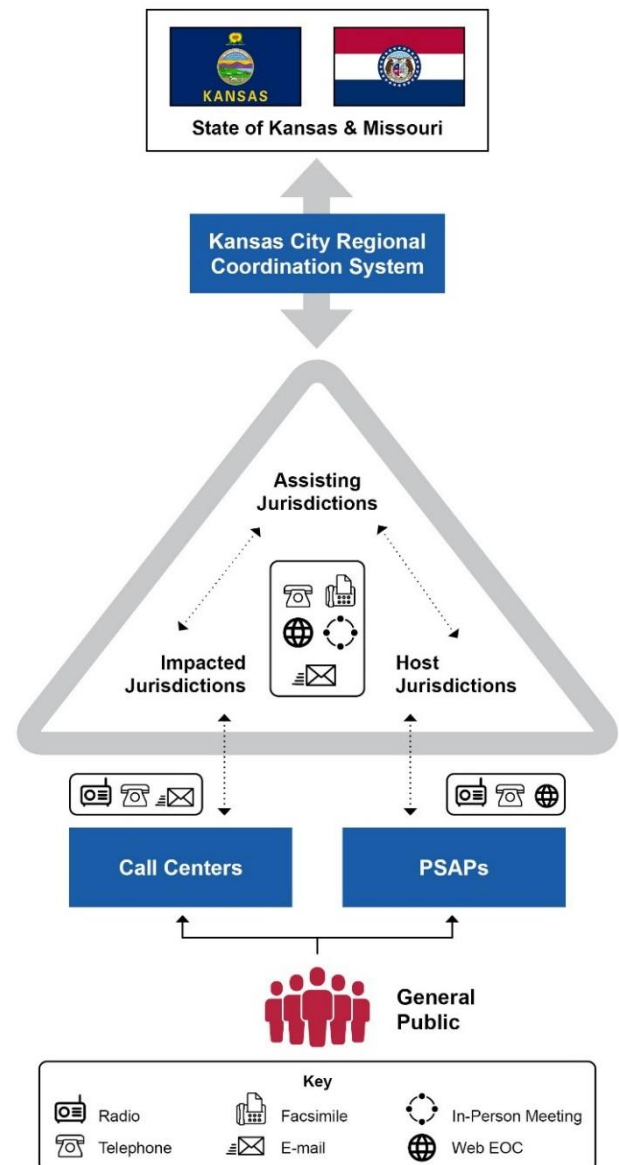 KANSAS
State of Kansas & Missouri
Kansas City Regional
Coordination System
Assisting
Jurisdictions
Impacted
Jurisdictions
Host
Jurisdictions
Call Centers
PSAPs
General
Public
Key
Radio
Facsimile
In-Person Meeting
Telephone
E-mail
Web EOC